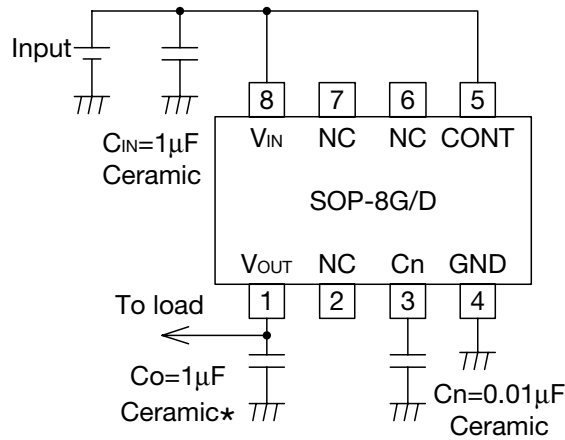 Input
8 7 6 5
CIN=1μF
Ceramic
VIN NC NC CONT
SOP-8G/D
VOUT NC Cn GND
1 2 3 4
To load
Co=1μF
Ceramic*
Cn=0.01μF
Ceramic